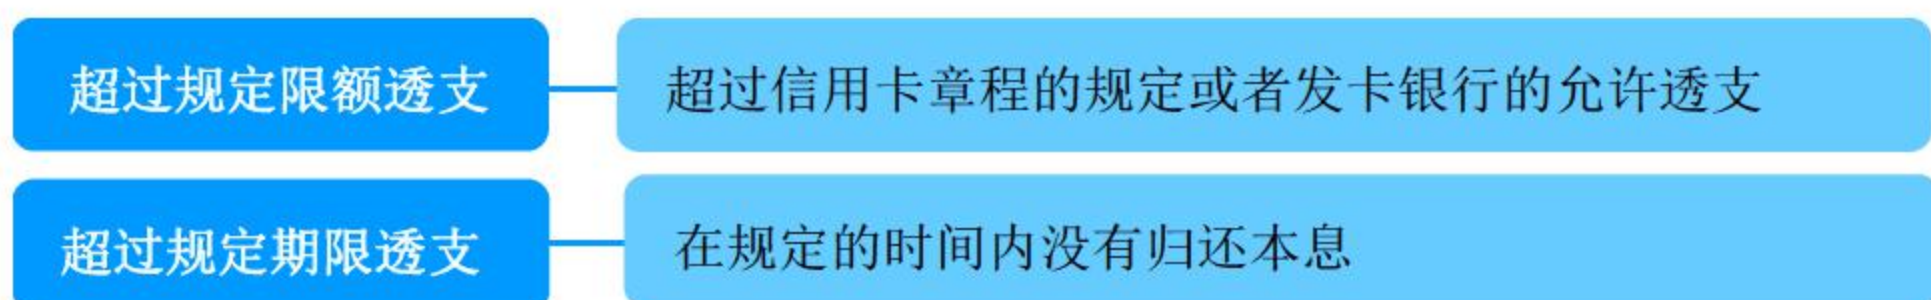 超过规定限额透支
超过信用卡章程的规定或者发卡银行的允许透支
超过规定期限透支
在规定的时间内没有归还本息